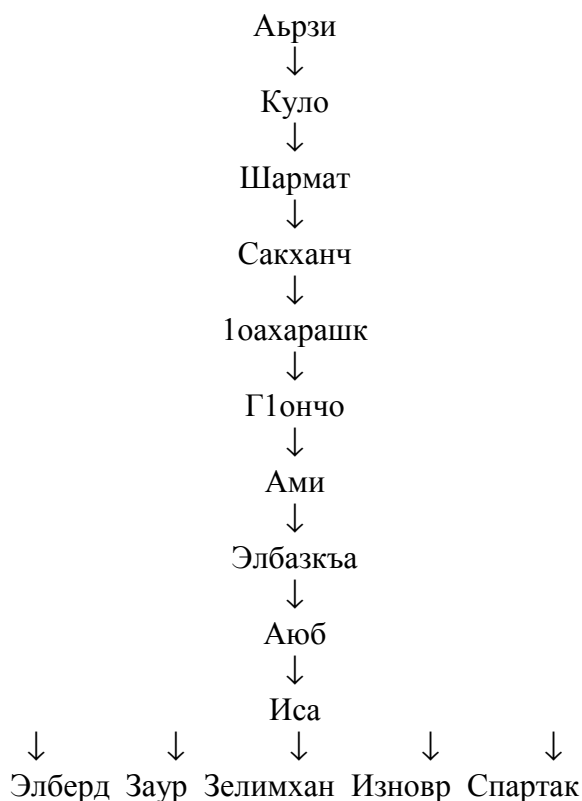 Аьрзи
↓
Куло
↓
Шармат
↓
Сакханч
↓
1оахарашк
↓
Г1ончо
↓
Ами
↓
Элбазкъа
↓
Аюб
↓
Иса
↓ ↓ ↓ ↓ ↓
Элберд Заур Зелимхан Изновр Спартак